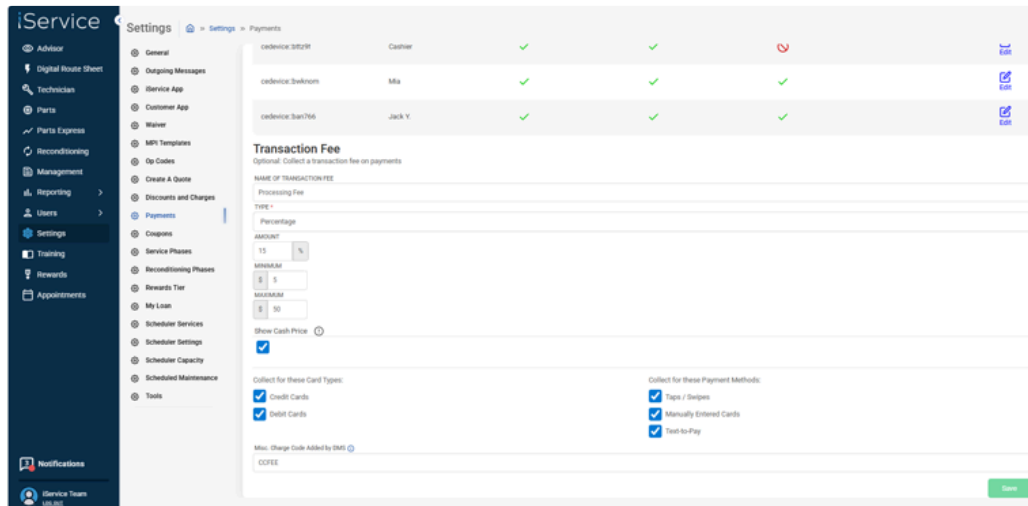 iService
Advisor
Digital Route Sheet
Technician
Parts
Parts Express
Reconditioning
Management
Reporting
Users
Settings
Training
Rewards
Appointments
3
Notifications
iService Team
LOG OUT
Settings » Settings » Payments
General
Outgoing Messages
iService App
Customer App
Waiver
MPI Templates
Op Codes
Create A Quote
Discounts and Charges
Payments
Coupons
Service Phases
Reconditioning Phases
Rewards Tier
My Loan
Scheduler Services
Scheduler Settings
Scheduler Capacity
Scheduled Maintenance
Tools
Cashier Edit
cedevice:bwknom Mia Edit
cedevice:ban766 Jack Y. Edit
Transaction Fee
Optional: Collect a transaction fee on payments
NAME OF TRANSACTION FEE
Processing Fee
TYPE *
Percentage
AMOUNT
15 %
MINIMUM
$ 5
MAXIMUM
$ 50
Show Cash Price
Collect for these Card Types:
Credit Cards
Debit Cards
Collect for these Payment Methods:
Taps / Swipes
Manually Entered Cards
Text-to-Pay
Misc. Charge Code Added by DMS
CCFEE
Save